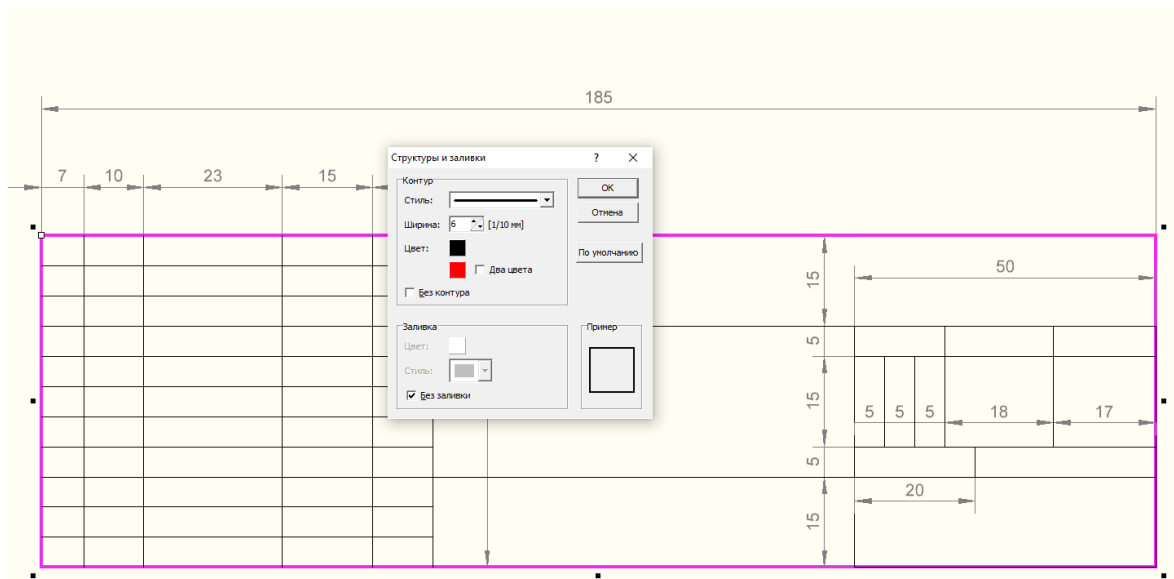 185
7 10 23 15
Структуры и заливки ? ×
Контур
Стиль:
Ширина: 6 [1/10 мм]
Цвет:
Два цвета
Без контура
OK
Отмена
По умолчанию
Заливка
Цвет:
Стиль:
Без заливки
Пример
15
50
5
15
5 5 5 18 17
5
20
15